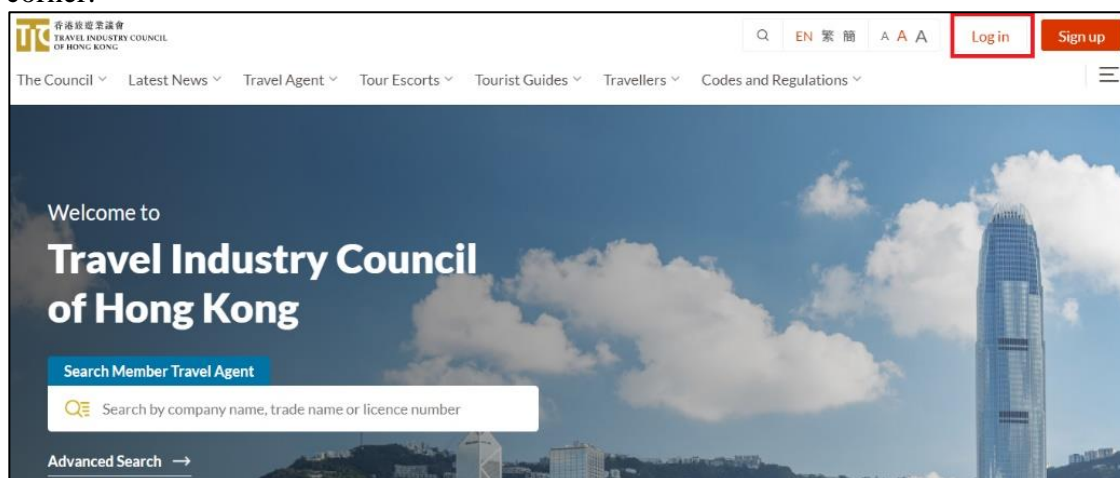 corner.
香港旅遊業議會
TRAVEL INDUSTRY COUNCIL
OF HONG KONG
EN 繁 簡 A A A Log in Sign up
The Council Latest News Travel Agent Tour Escorts Tourist Guides Travellers Codes and Regulations
Welcome to
Travel Industry Council
of Hong Kong
Search Member Travel Agent
Search by company name, trade name or licence number
Advanced Search →